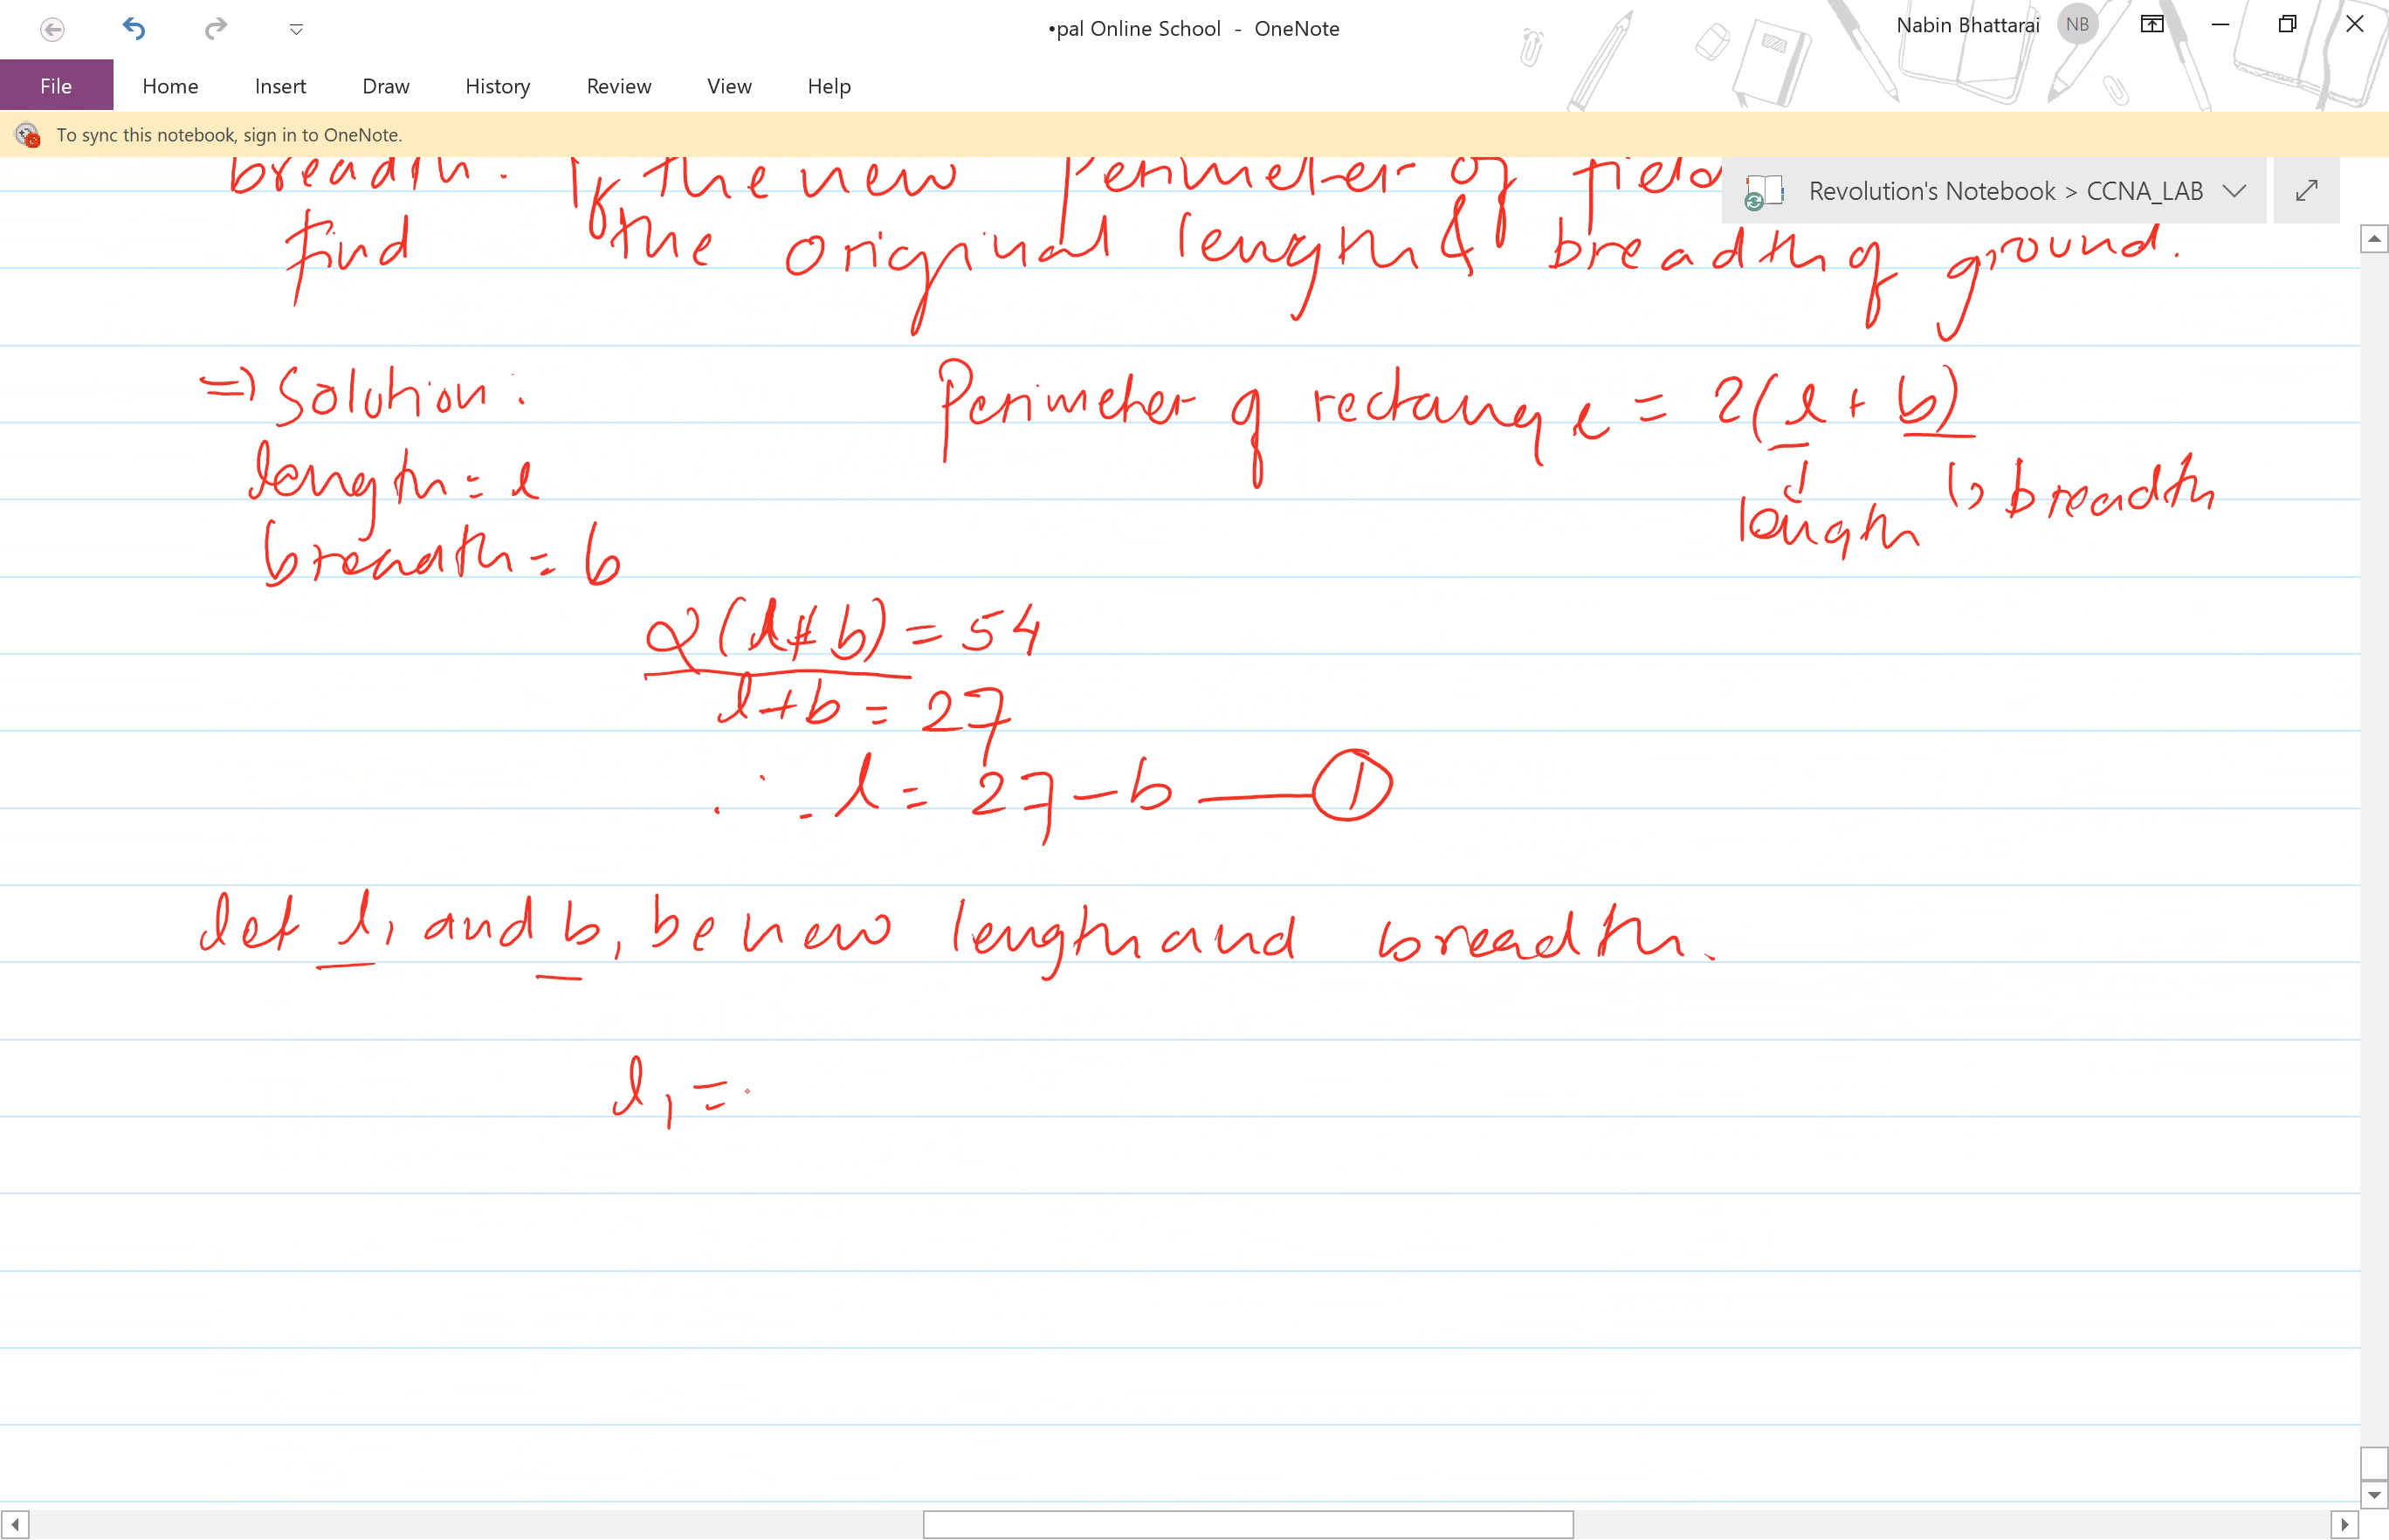 •pal Online School - OneNote
Nabin Bhattarai NB
File Home Insert Draw History Review View Help
To sync this notebook, sign in to OneNote.
Revolution's Notebook > CCNA_LAB
breadth. If the new Perimeter of field
find the original length & breadth of ground.
=> Solution: Perimeter of rectangle = 2(l + b)
length = l length breadth
breadth = b
2(l+b) = 54
l+b = 27
∴ l = 27-b ——①
let l₁ and b₁ be new length and breadth.
l₁ =